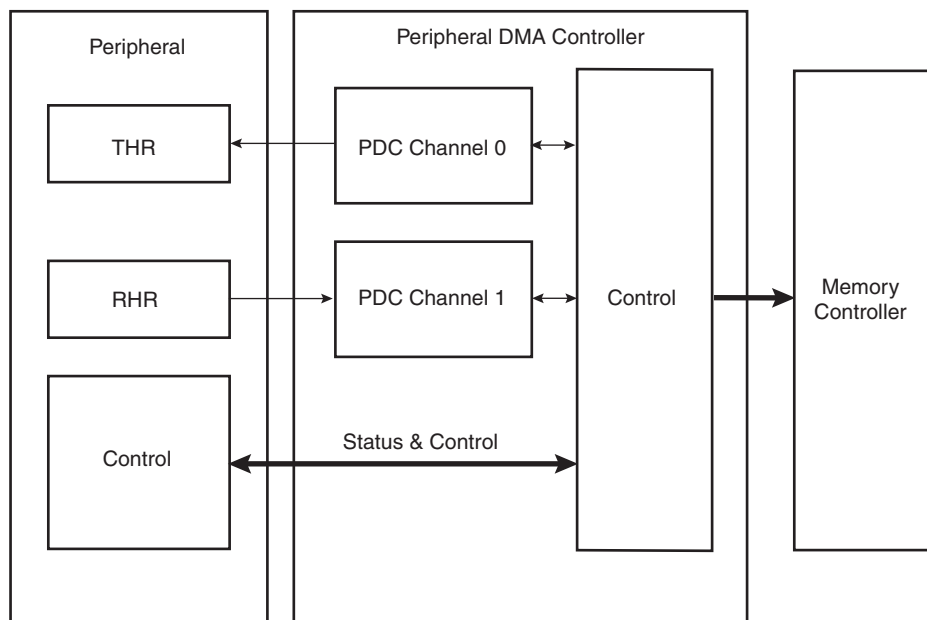 Peripheral
Peripheral DMA Controller
THR
PDC Channel 0
RHR
PDC Channel 1
Control
Memory
Controller
Control
Status & Control